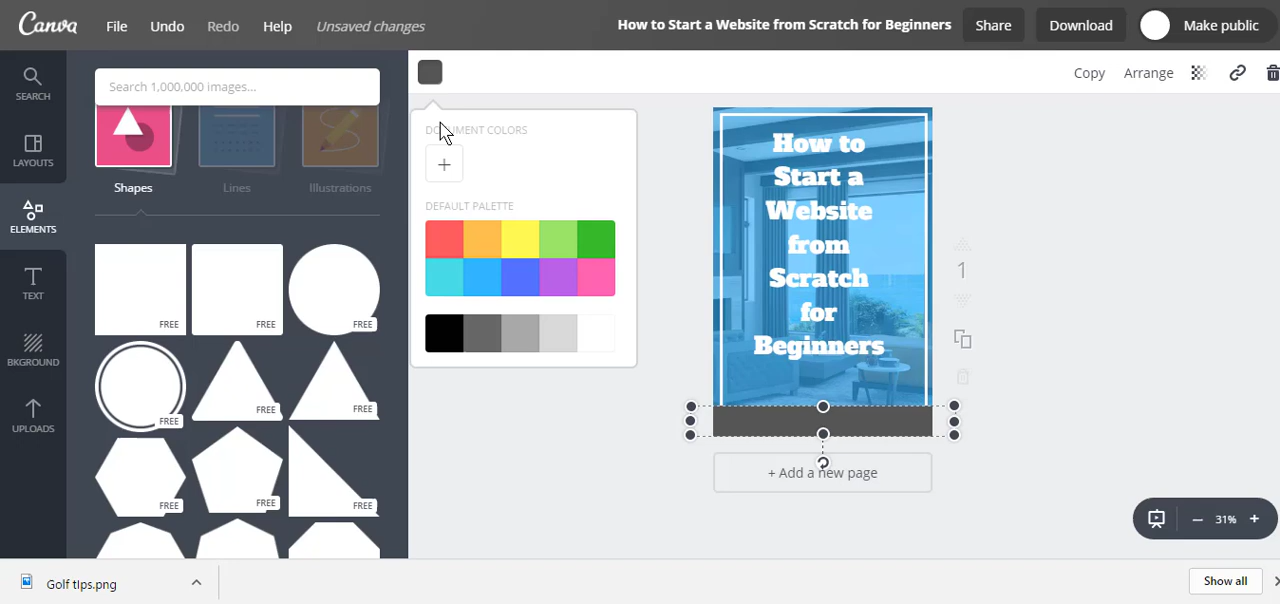 Canva
File
Undo
Redo
Help
Unsaved changes
How to Start a Website from Scratch for Beginners
Share
Download
Make public
SEARCH
LAYOUTS
ELEMENTS
TEXT
BKGROUND
UPLOADS
Search 1,000,000 images...
Shapes
Lines
Illustrations
FREE
FREE
FREE
FREE
FREE
FREE
FREE
FREE
FREE
Copy
Arrange
DOCUMENT COLORS
+
DEFAULT PALETTE
How to
Start a
Website
from
Scratch
for
Beginners
1
+ Add a new page
31%
Golf tIps.png
Show all